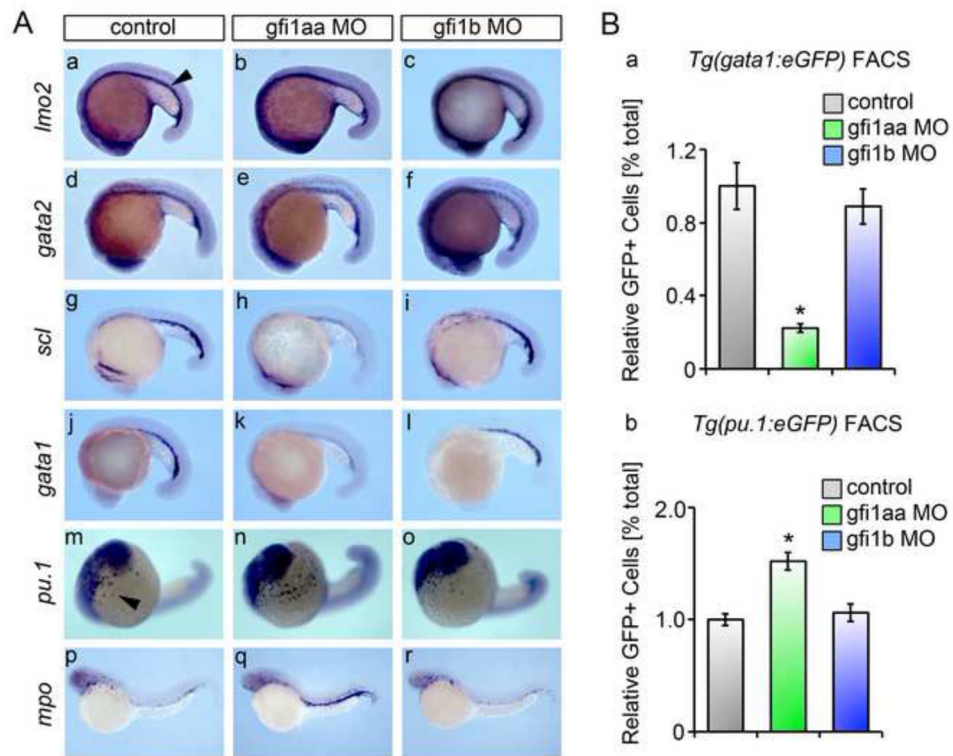 A
control gfi1aa MO gfi1b MO
lmo2
a b c
gata2
d e f
scl
g h i
gata1
j k l
pu.1
m n o
mpo
p q r
B
a Tg(gata1:eGFP) FACS
control
gfi1aa MO
gfi1b MO
Relative GFP+ Cells [% total]
1.2
0.8
0.4
0
*
b Tg(pu.1:eGFP) FACS
control
gfi1aa MO
gfi1b MO
Relative GFP+ Cells [% total]
2.0
1.0
0
*